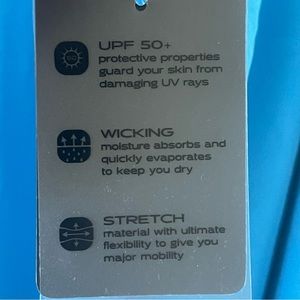 UPF 50+
protective properties
guard your skin from
damaging UV rays
WICKING
moisture absorbs and
quickly evaporates
to keep you dry
STRETCH
material with ultimate
flexibility to give you
major mobility